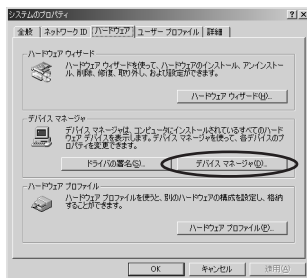 システムのプロパティ
全般 ネットワーク ID ハードウェア ユーザー プロファイル 詳細
ハードウェア ウィザード
ハードウェア ウィザードを使って、ハードウェアのインストール、アンインストール、削除、修復、取り外し、および設定ができます。
ハードウェア ウィザード(H)...
デバイス マネージャ
デバイス マネージャは、コンピュータにインストールされているすべてのハードウェア デバイスを表示します。デバイス マネージャを使って、各デバイスのプロパティを変更できます。
ドライバの署名(S)... デバイス マネージャ(D)...
ハードウェア プロファイル
ハードウェア プロファイルを使うと、別のハードウェアの構成を設定し、格納することができます。
ハードウェア プロファイル(P)...
OK キャンセル 適用(A)